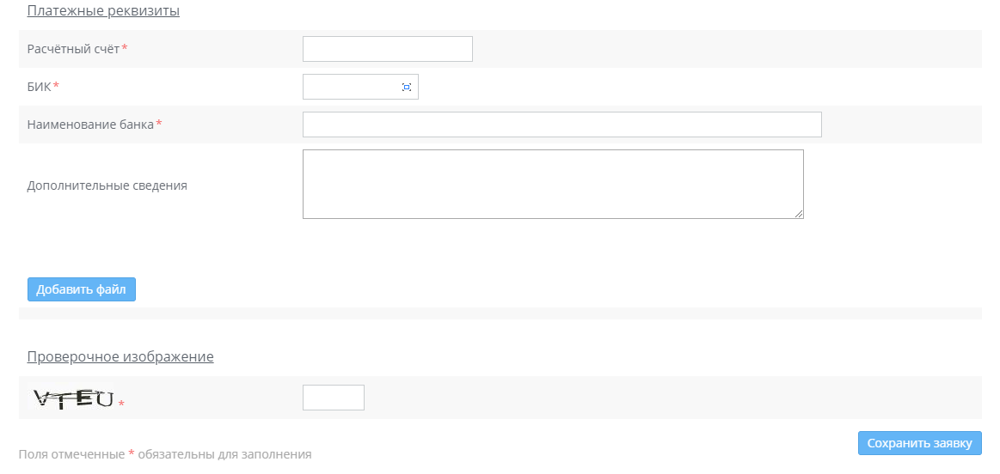 Платежные реквизиты
Расчётный счёт*
БИК*
Наименование банка*
Дополнительные сведения
Добавить файл
Проверочное изображение
VTEU *
Поля отмеченные * обязательны для заполнения
Сохранить заявку